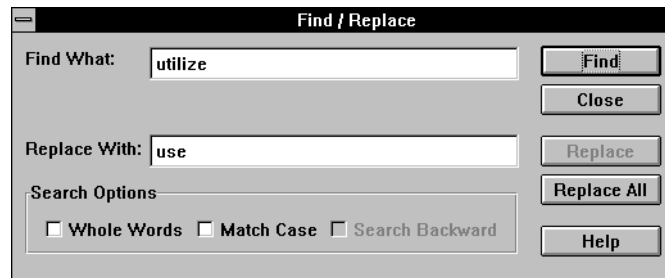 Find / Replace
Find What: utilize Find
Close
Replace With: use Replace
Search Options Replace All
Whole Words Match Case Search Backward
Help